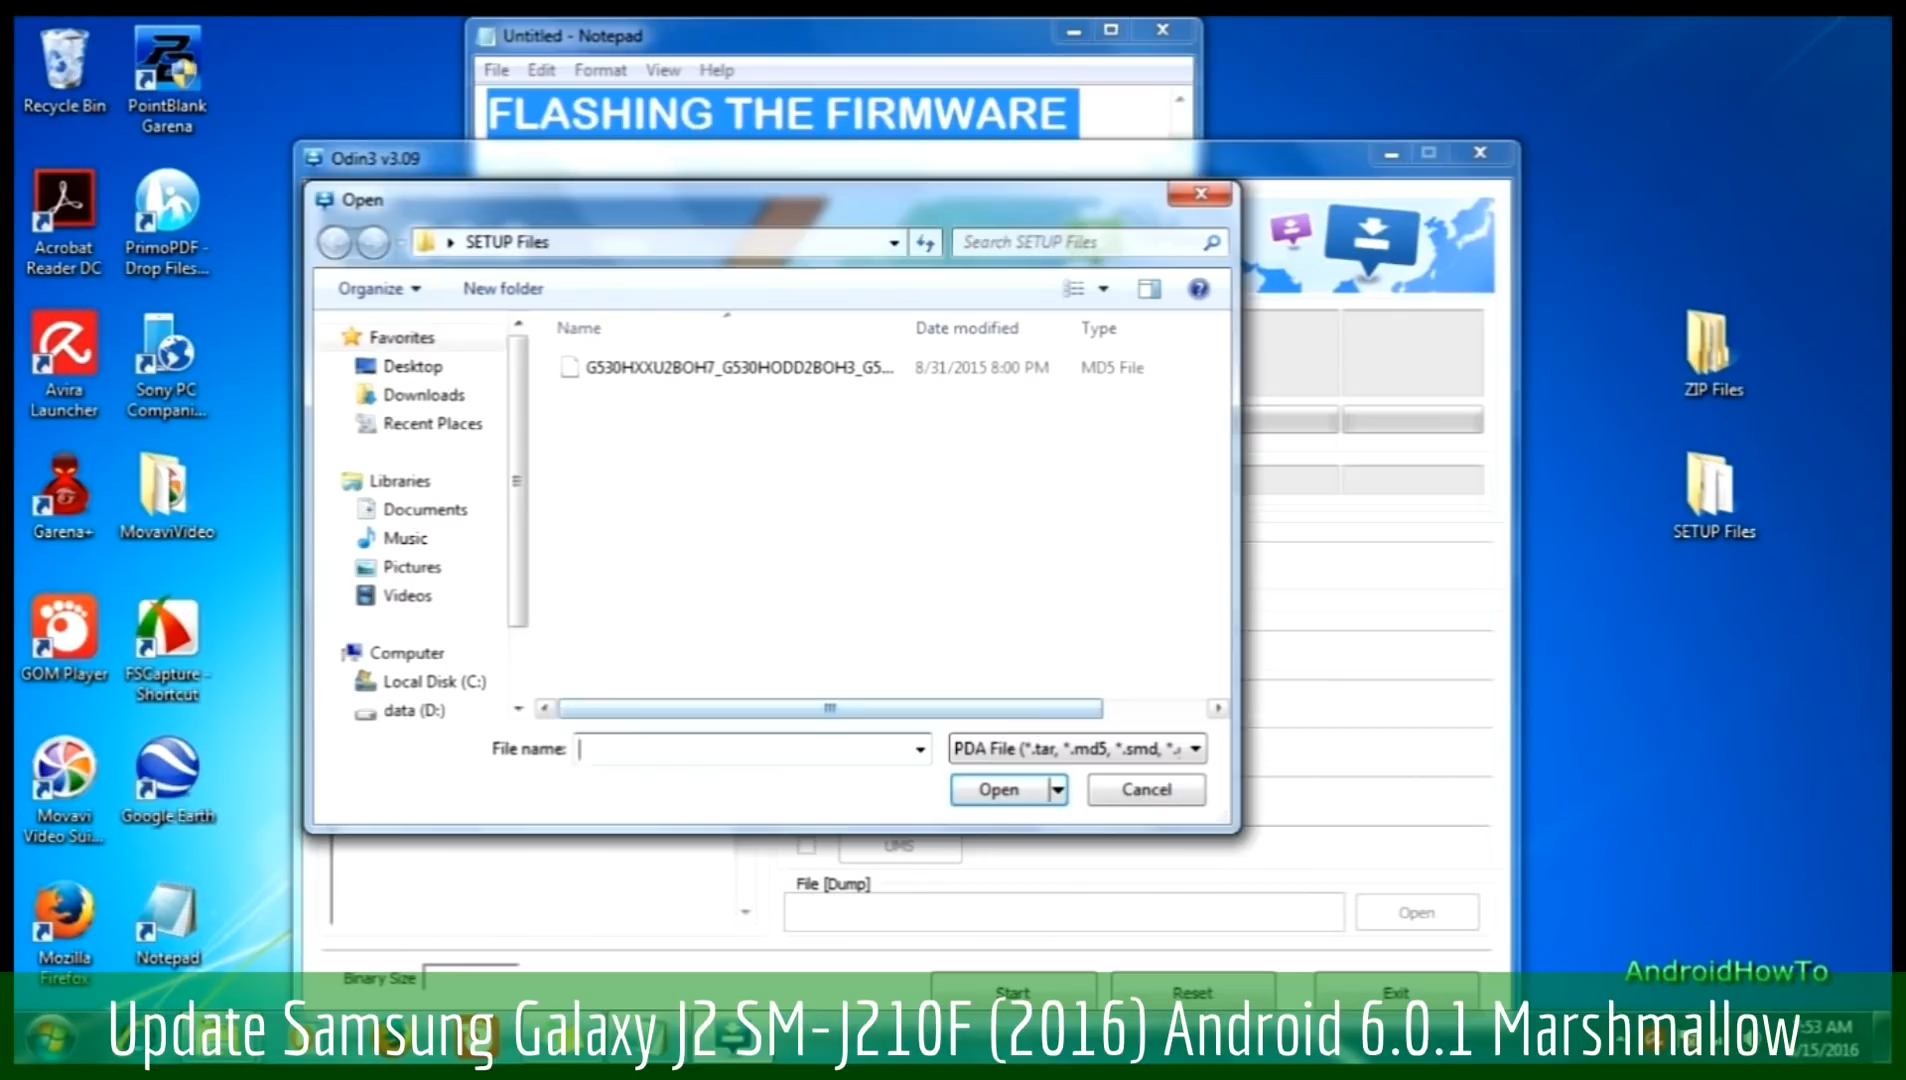 Recycle Bin
PointBlank
Garena
Acrobat
Reader DC
PrimoPDF -
Drop Files...
Avira
Launcher
Sony PC
Compani...
Garena+
MovaviVideo
GOM Player
FSCapture -
Shortcut
Movavi
Video Sui...
Google Earth
Mozilla
Firefox
Notepad
Untitled - Notepad
File Edit Format View Help
FLASHING THE FIRMWARE
Odin3 v3.09
Open
SETUP Files
Search SETUP Files
Organize
New folder
Name
Date modified
Type
Favorites
Desktop
Downloads
Recent Places
Libraries
Documents
Music
Pictures
Videos
Computer
Local Disk (C:)
data (D:)
G530HXXU2BOH7_G530HODD2BOH3_G5...
8/31/2015 8:00 PM
MD5 File
File name:
PDA File (*.tar, *.md5, *.smd, *.
Open
Cancel
UMS
File [Dump]
Open
Binary Size
Start
Reset
Exit
ZIP Files
SETUP Files
AndroidHowTo
Update Samsung Galaxy J2 SM-J210F (2016) Android 6.0.1 Marshmallow
:53 AM
/15/2016